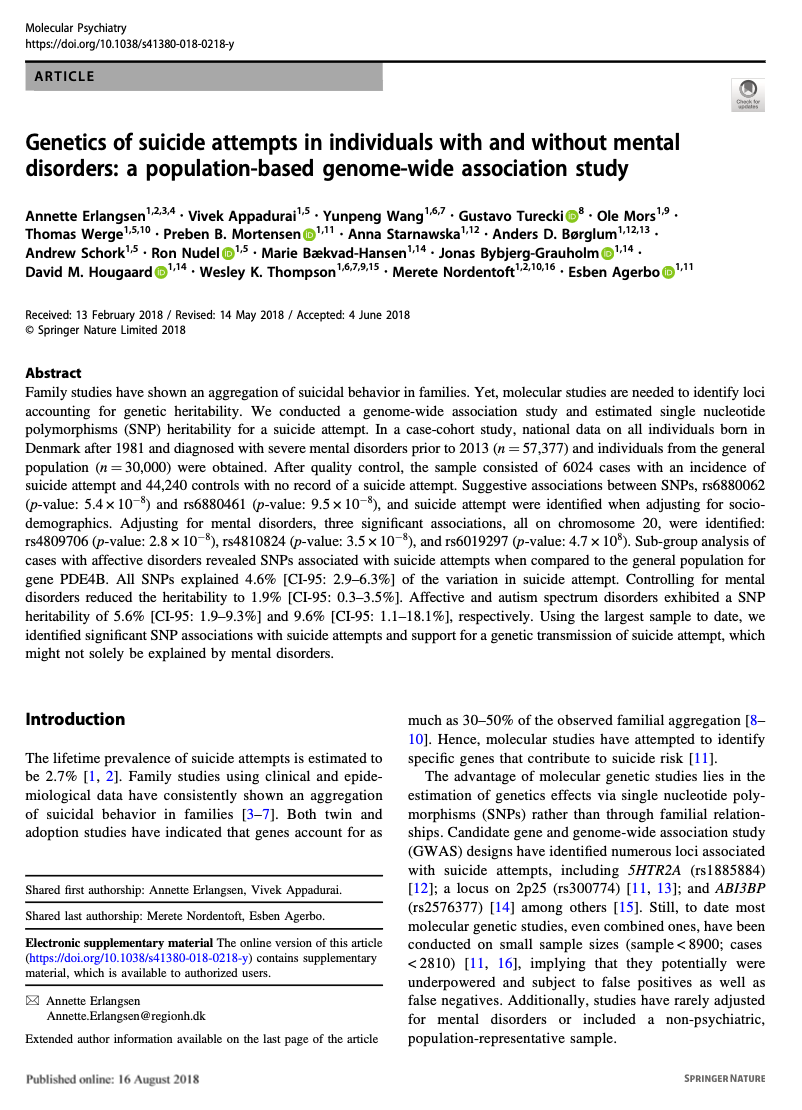 Molecular Psychiatry
https://doi.org/10.1038/s41380-018-0218-y
ARTICLE
Check for
updates
Genetics of suicide attempts in individuals with and without mental
disorders: a population-based genome-wide association study
Annette Erlangsen1,2,3,4 · Vivek Appadurai1,5 · Yunpeng Wang1,6,7 · Gustavo Turecki iD 8 · Ole Mors1,9 ·
Thomas Werge1,5,10 · Preben B. Mortensen iD 1,11 · Anna Starnawska1,12 · Anders D. Børglum1,12,13 ·
Andrew Schork1,5 · Ron Nudel iD 1,5 · Marie Bækvad-Hansen1,14 · Jonas Bybjerg-Grauholm iD 1,14 ·
David M. Hougaard iD 1,14 · Wesley K. Thompson1,6,7,9,15 · Merete Nordentoft1,2,10,16 · Esben Agerbo iD 1,11
Received: 13 February 2018 / Revised: 14 May 2018 / Accepted: 4 June 2018
© Springer Nature Limited 2018
Abstract
Family studies have shown an aggregation of suicidal behavior in families. Yet, molecular studies are needed to identify loci
accounting for genetic heritability. We conducted a genome-wide association study and estimated single nucleotide
polymorphisms (SNP) heritability for a suicide attempt. In a case-cohort study, national data on all individuals born in
Denmark after 1981 and diagnosed with severe mental disorders prior to 2013 (n = 57,377) and individuals from the general
population (n = 30,000) were obtained. After quality control, the sample consisted of 6024 cases with an incidence of
suicide attempt and 44,240 controls with no record of a suicide attempt. Suggestive associations between SNPs, rs6880062
(p-value: 5.4 × 10−8) and rs6880461 (p-value: 9.5 × 10−8), and suicide attempt were identified when adjusting for socio-
demographics. Adjusting for mental disorders, three significant associations, all on chromosome 20, were identified:
rs4809706 (p-value: 2.8 × 10−8), rs4810824 (p-value: 3.5 × 10−8), and rs6019297 (p-value: 4.7 × 108). Sub-group analysis of
cases with affective disorders revealed SNPs associated with suicide attempts when compared to the general population for
gene PDE4B. All SNPs explained 4.6% [CI-95: 2.9–6.3%] of the variation in suicide attempt. Controlling for mental
disorders reduced the heritability to 1.9% [CI-95: 0.3–3.5%]. Affective and autism spectrum disorders exhibited a SNP
heritability of 5.6% [CI-95: 1.9–9.3%] and 9.6% [CI-95: 1.1–18.1%], respectively. Using the largest sample to date, we
identified significant SNP associations with suicide attempts and support for a genetic transmission of suicide attempt, which
might not solely be explained by mental disorders.
Introduction
The lifetime prevalence of suicide attempts is estimated to
be 2.7% [1, 2]. Family studies using clinical and epide-
miological data have consistently shown an aggregation
of suicidal behavior in families [3–7]. Both twin and
adoption studies have indicated that genes account for as
Shared first authorship: Annette Erlangsen, Vivek Appadurai.
Shared last authorship: Merete Nordentoft, Esben Agerbo.
Electronic supplementary material The online version of this article
(https://doi.org/10.1038/s41380-018-0218-y) contains supplementary
material, which is available to authorized users.
✉ Annette Erlangsen
Annette.Erlangsen@regionh.dk
Extended author information available on the last page of the article
much as 30–50% of the observed familial aggregation [8–
10]. Hence, molecular studies have attempted to identify
specific genes that contribute to suicide risk [11].
The advantage of molecular genetic studies lies in the
estimation of genetics effects via single nucleotide poly-
morphisms (SNPs) rather than through familial relation-
ships. Candidate gene and genome-wide association study
(GWAS) designs have identified numerous loci associated
with suicide attempts, including 5HTR2A (rs1885884)
[12]; a locus on 2p25 (rs300774) [11, 13]; and ABI3BP
(rs2576377) [14] among others [15]. Still, to date most
molecular genetic studies, even combined ones, have been
conducted on small sample sizes (sample < 8900; cases
< 2810) [11, 16], implying that they potentially were
underpowered and subject to false positives as well as
false negatives. Additionally, studies have rarely adjusted
for mental disorders or included a non-psychiatric,
population-representative sample.
Published online: 16 August 2018
SPRINGER NATURE